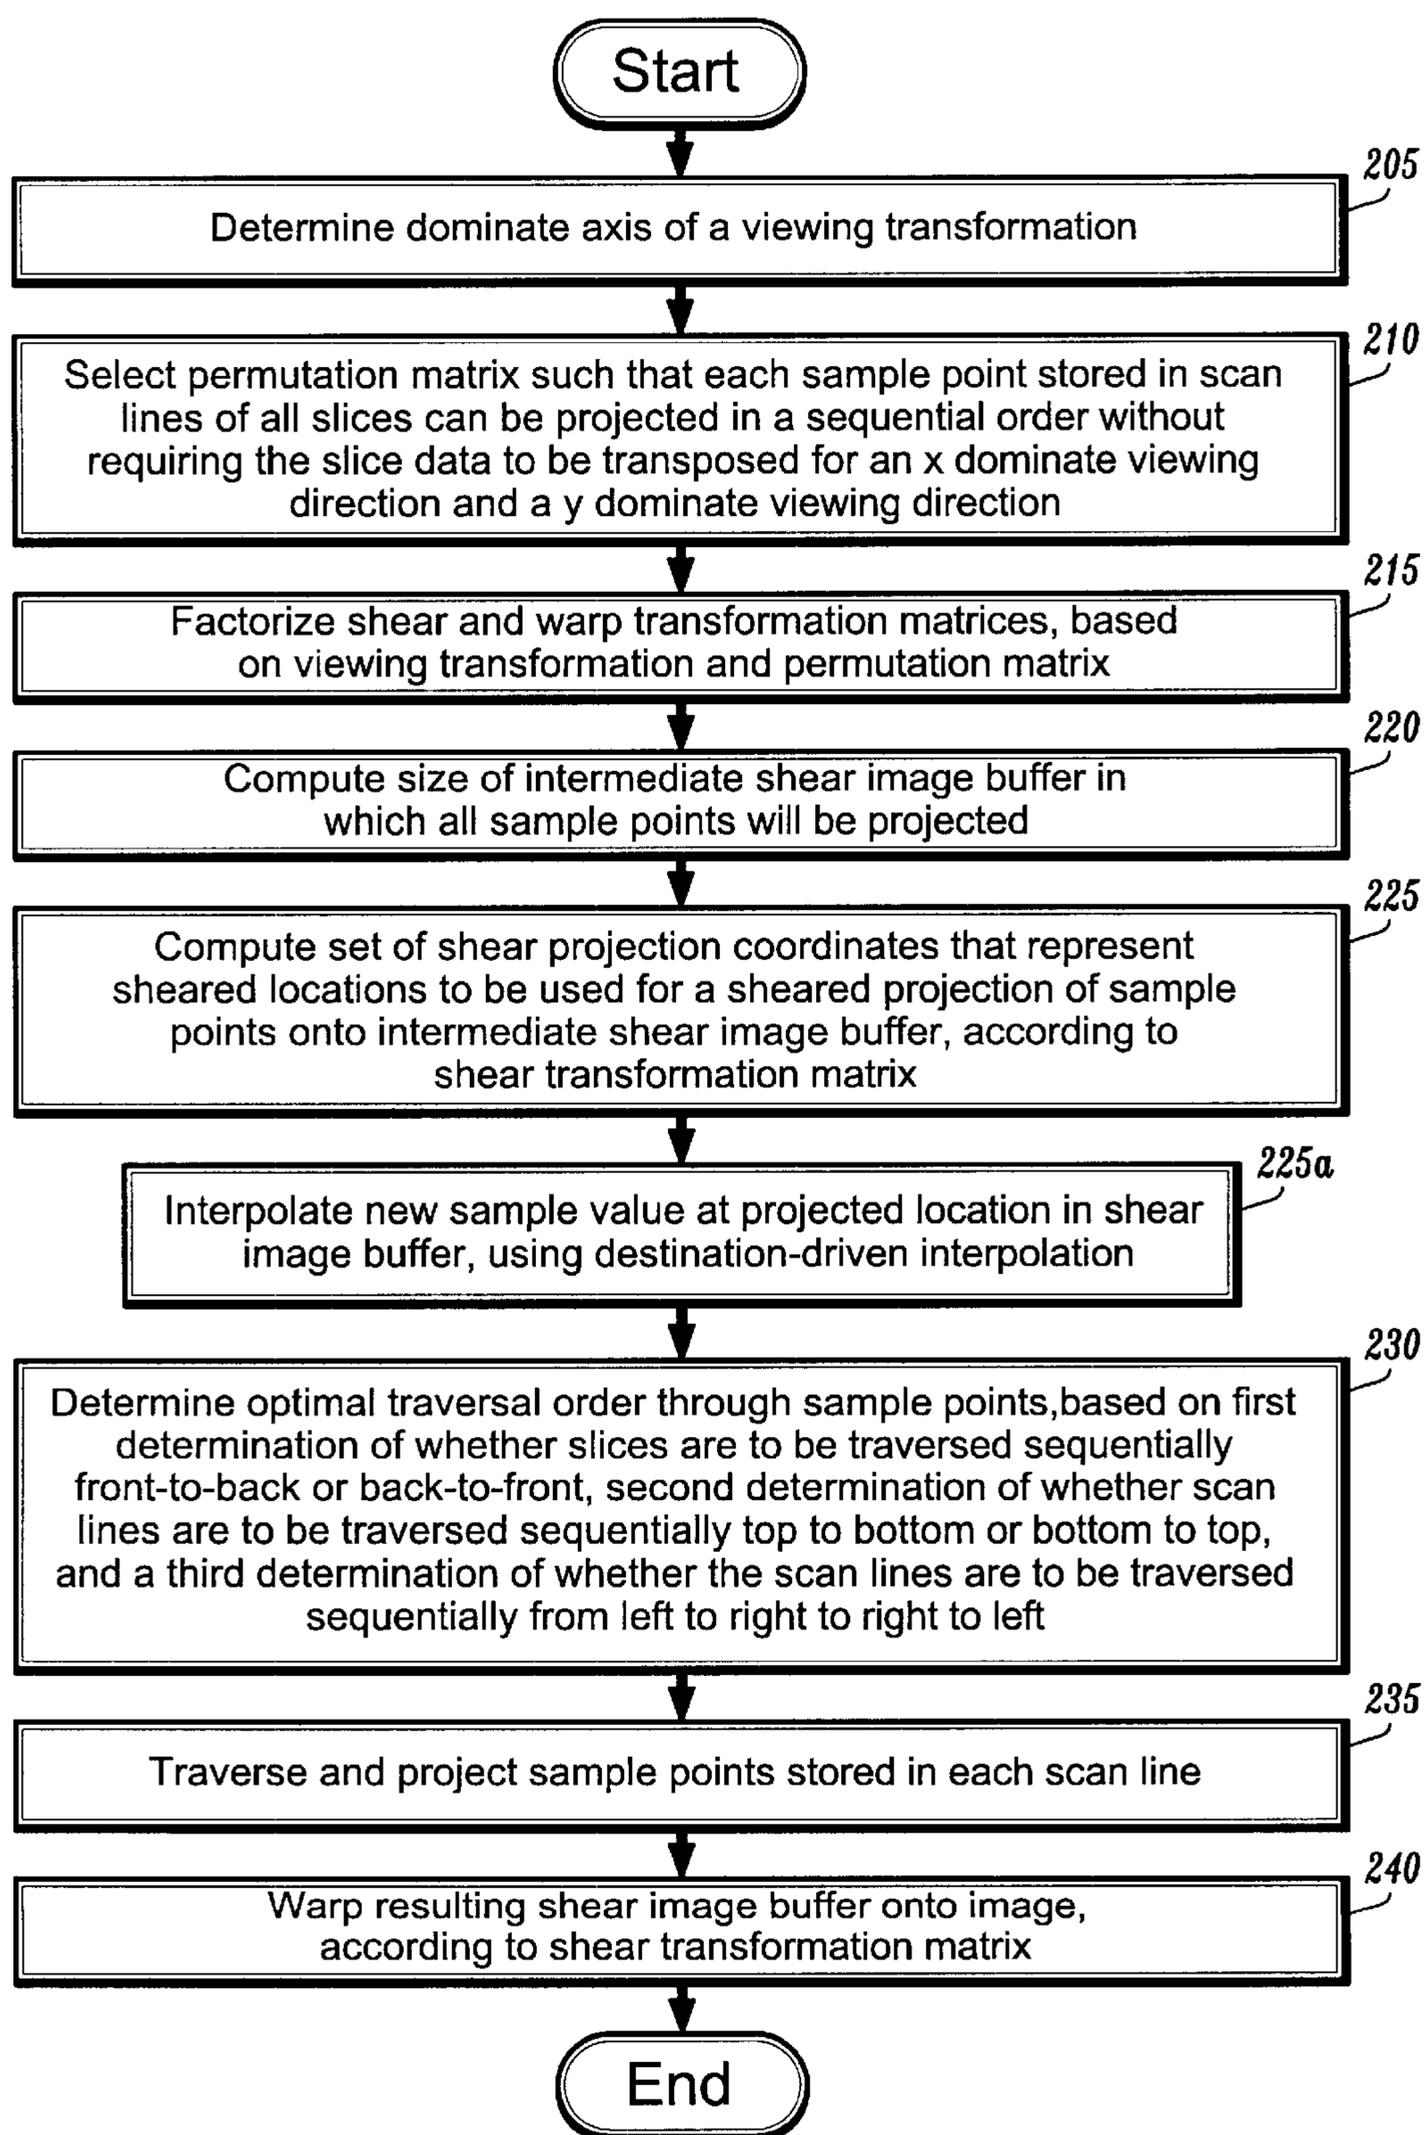 Start
205
Determine dominate axis of a viewing transformation
210
Select permutation matrix such that each sample point stored in scan
lines of all slices can be projected in a sequential order without
requiring the slice data to be transposed for an x dominate viewing
direction and a y dominate viewing direction
215
Factorize shear and warp transformation matrices, based
on viewing transformation and permutation matrix
220
Compute size of intermediate shear image buffer in
which all sample points will be projected
225
Compute set of shear projection coordinates that represent
sheared locations to be used for a sheared projection of sample
points onto intermediate shear image buffer, according to
shear transformation matrix
225a
Interpolate new sample value at projected location in shear
image buffer, using destination-driven interpolation
230
Determine optimal traversal order through sample points,based on first
determination of whether slices are to be traversed sequentially
front-to-back or back-to-front, second determination of whether scan
lines are to be traversed sequentially top to bottom or bottom to top,
and a third determination of whether the scan lines are to be traversed
sequentially from left to right to right to left
235
Traverse and project sample points stored in each scan line
240
Warp resulting shear image buffer onto image,
according to shear transformation matrix
End